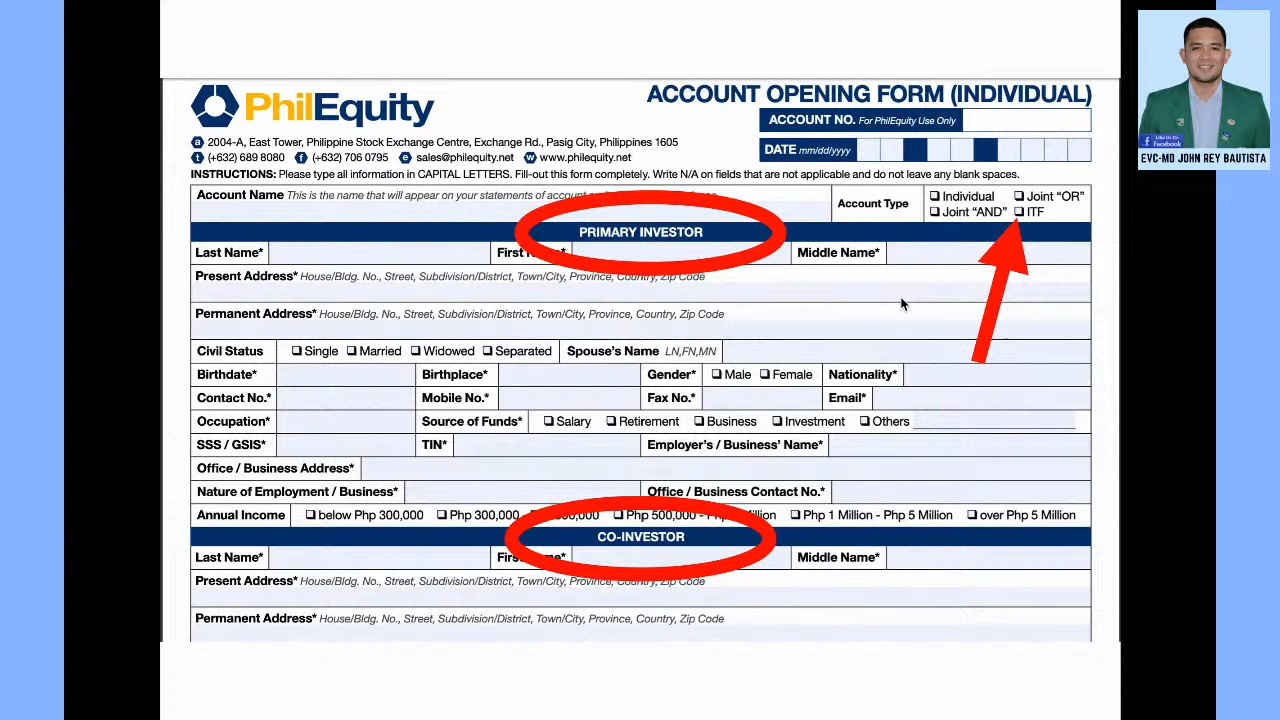 PhilEquity
ACCOUNT OPENING FORM (INDIVIDUAL)
ACCOUNT NO. For PhilEquity Use Only
a 2004-A, East Tower, Philippine Stock Exchange Centre, Exchange Rd., Pasig City, Philippines 1605
t (+632) 689 8080 f (+632) 706 0795 e sales@philequity.net w www.philequity.net
DATE mm/dd/yyyy
INSTRUCTIONS: Please type all information in CAPITAL LETTERS. Fill-out this form completely. Write N/A on fields that are not applicable and do not leave any blank spaces.
Account Name This is the name that will appear on your statements of account
Account Type
Individual Joint “OR”
Joint “AND” ITF
PRIMARY INVESTOR
Last Name* First Middle Name*
Present Address* House/Bldg. No., Street, Subdivision/District, Town/City, Province, Country, Zip Code
Permanent Address* House/Bldg. No., Street, Subdivision/District, Town/City, Province, Country, Zip Code
Civil Status Single Married Widowed Separated Spouse's Name LN,FN,MN
Birthdate* Birthplace* Gender* Male Female Nationality*
Contact No.* Mobile No.* Fax No.* Email*
Occupation* Source of Funds* Salary Retirement Business Investment Others
SSS / GSIS* TIN* Employer's / Business' Name*
Office / Business Address*
Nature of Employment / Business* Office / Business Contact No.*
Annual Income below Php 300,000 Php 300,000 Php 500,000 - Million Php 1 Million - Php 5 Million over Php 5 Million
CO-INVESTOR
Last Name* First Middle Name*
Present Address* House/Bldg. No., Street, Subdivision/District, Town/City, Province, Country, Zip Code
Permanent Address* House/Bldg. No., Street, Subdivision/District, Town/City, Province, Country, Zip Code
f Like Us On
Facebook
EVC-MD JOHN REY BAUTISTA